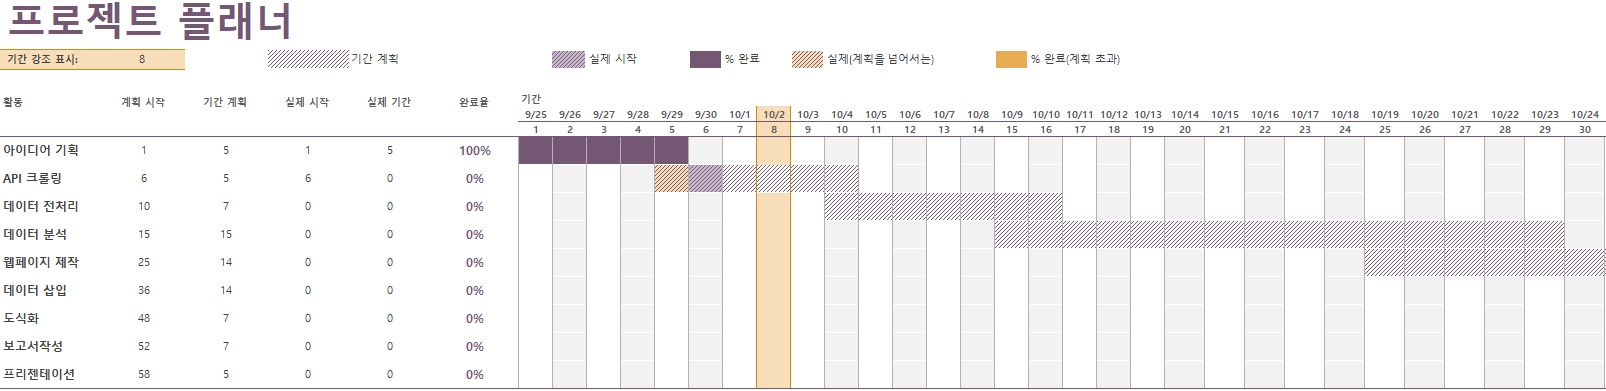 프로젝트 플래너
기간 강조 표시: 8 기간 계획 실제 시작 % 완료 실제(계획을 넘어서는) % 완료(계획 초과)
활동 계획 시작 기간 계획 실제 시작 실제 기간 완료율 기간
9/25 9/26 9/27 9/28 9/29 9/30 10/1 10/2 10/3 10/4 10/5 10/6 10/7 10/8 10/9 10/10 10/11 10/12 10/13 10/14 10/15 10/16 10/17 10/18 10/19 10/20 10/21 10/22 10/23 10/24
1 2 3 4 5 6 7 8 9 10 11 12 13 14 15 16 17 18 19 20 21 22 23 24 25 26 27 28 29 30
아이디어 기획 1 5 1 5 100%
API 크롤링 6 5 6 0 0%
데이터 전처리 10 7 0 0 0%
데이터 분석 15 15 0 0 0%
웹페이지 제작 25 14 0 0 0%
데이터 삽입 36 14 0 0 0%
도식화 48 7 0 0 0%
보고서작성 52 7 0 0 0%
프리젠테이션 58 5 0 0 0%